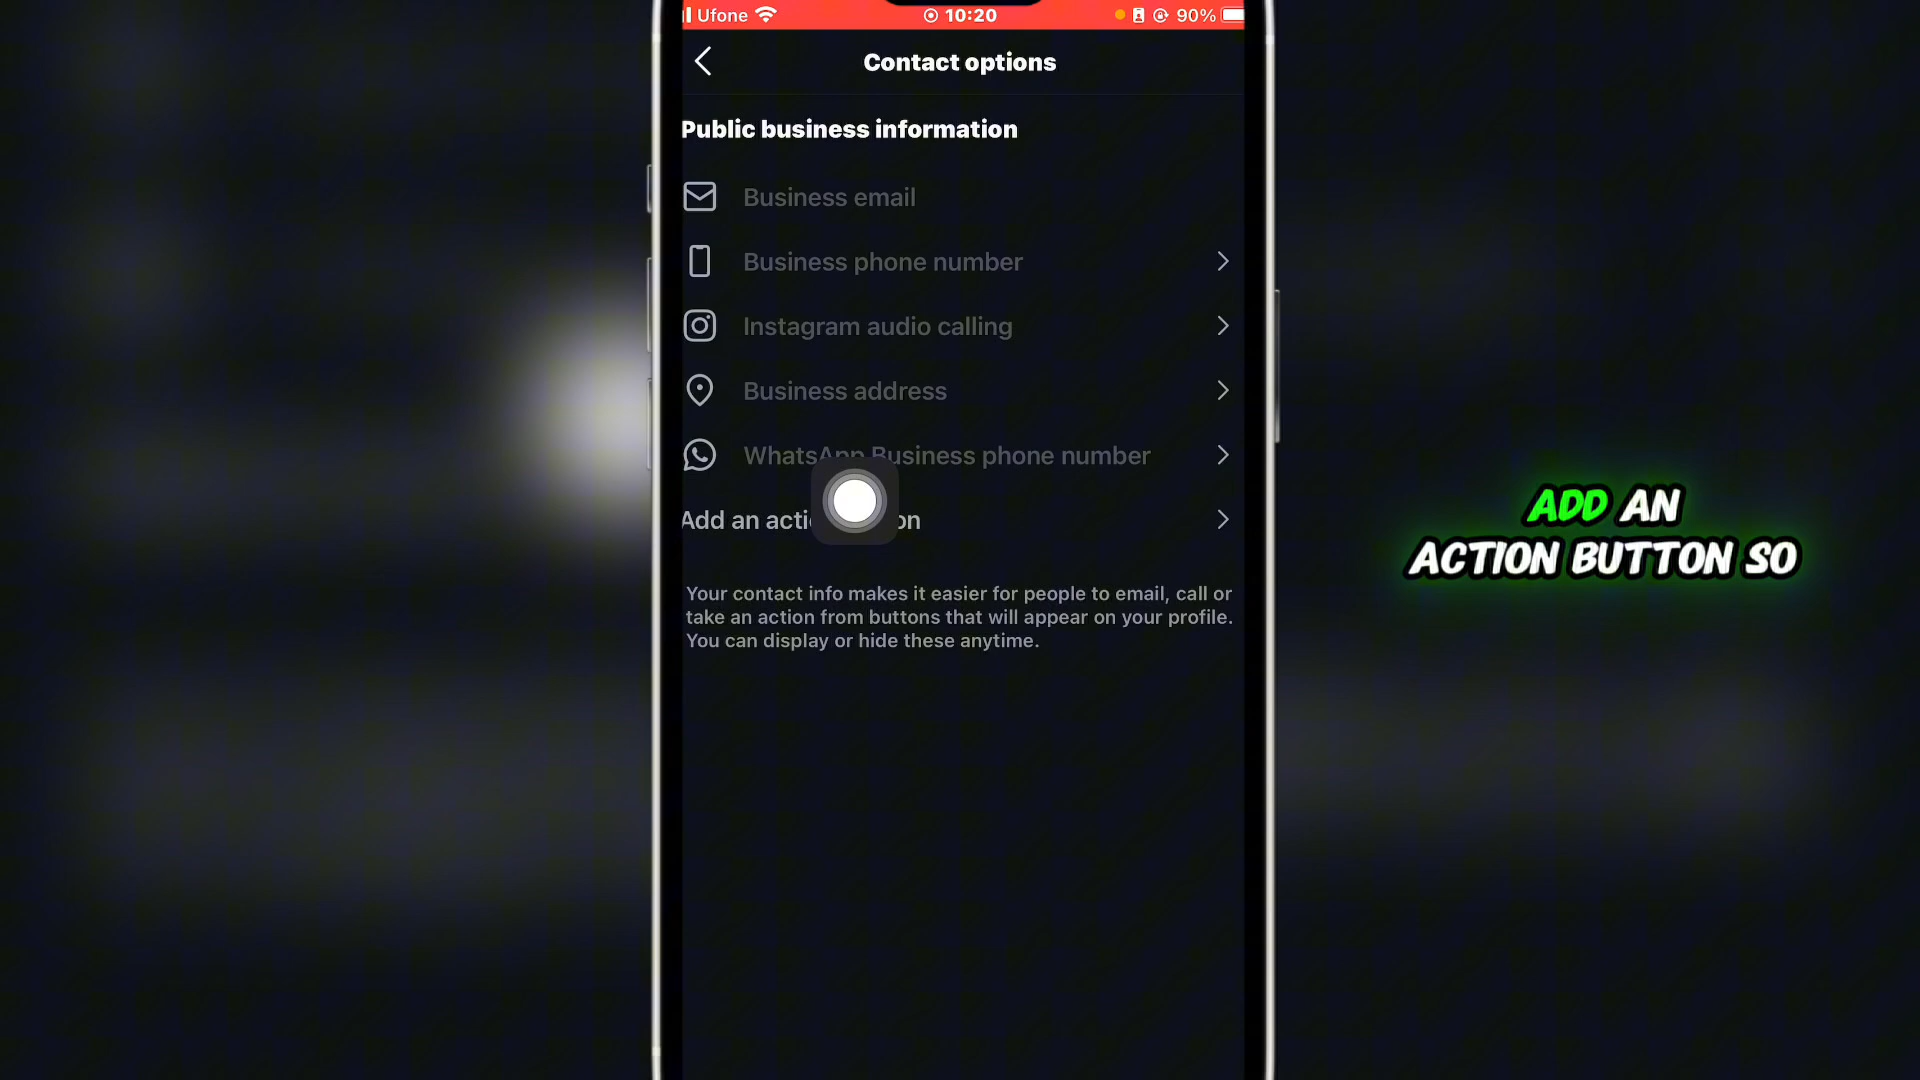 Ufone 10:20 90%
Contact options
Public business information
Business email
Business phone number
Instagram audio calling
Business address
WhatsApp Business phone number
Add an acti on
Your contact info makes it easier for people to email, call or
take an action from buttons that will appear on your profile.
You can display or hide these anytime.
ADD AN
ACTION BUTTON SO